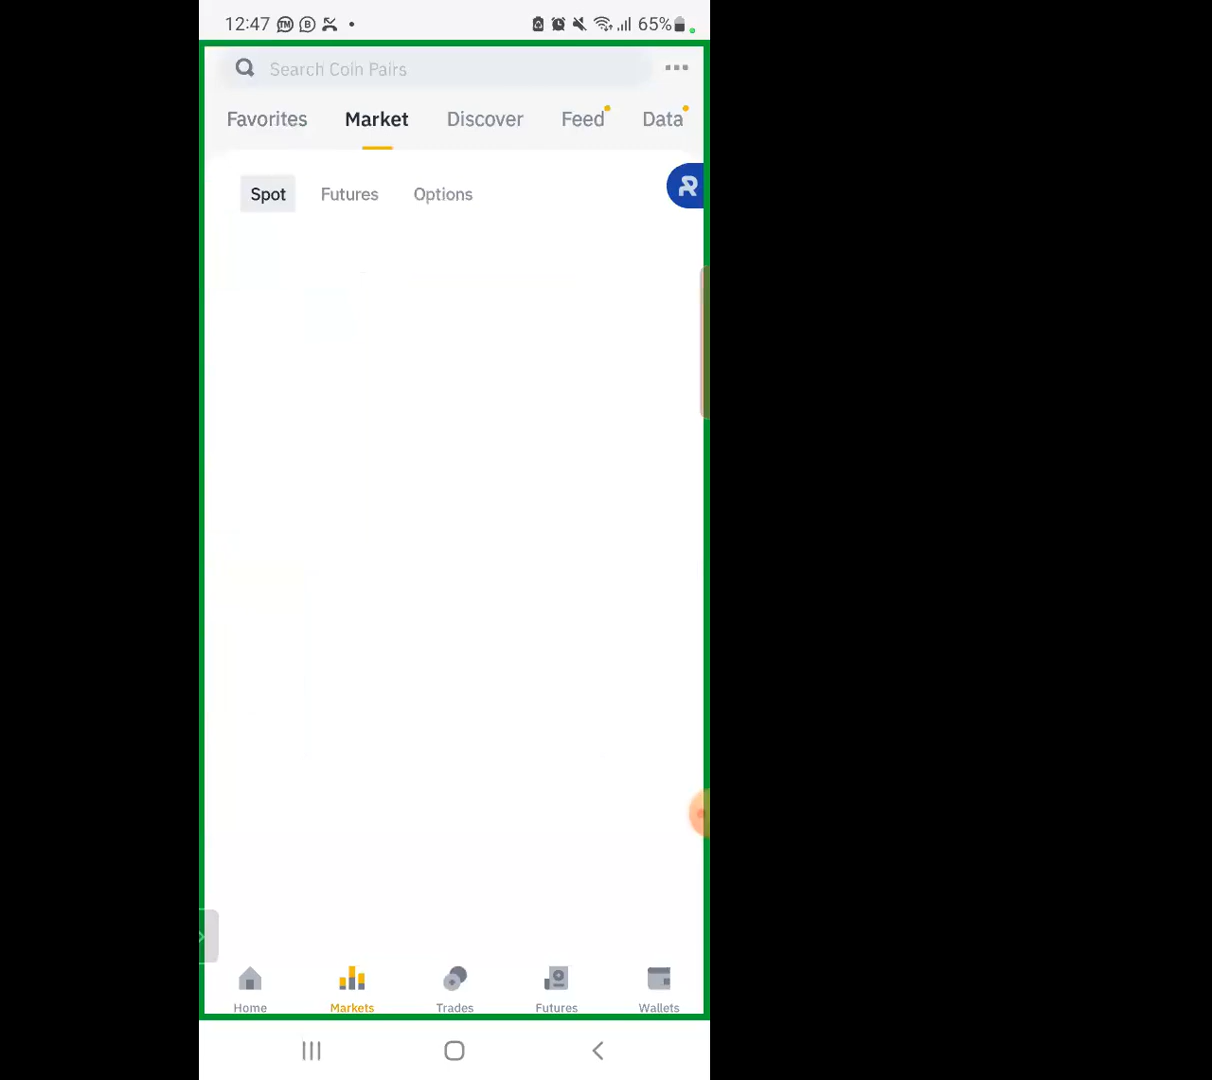 12:47 TM B 65%
Search Coin Pairs
Favorites Market Discover Feed Data
Spot Futures Options
Home Markets Trades Futures Wallets